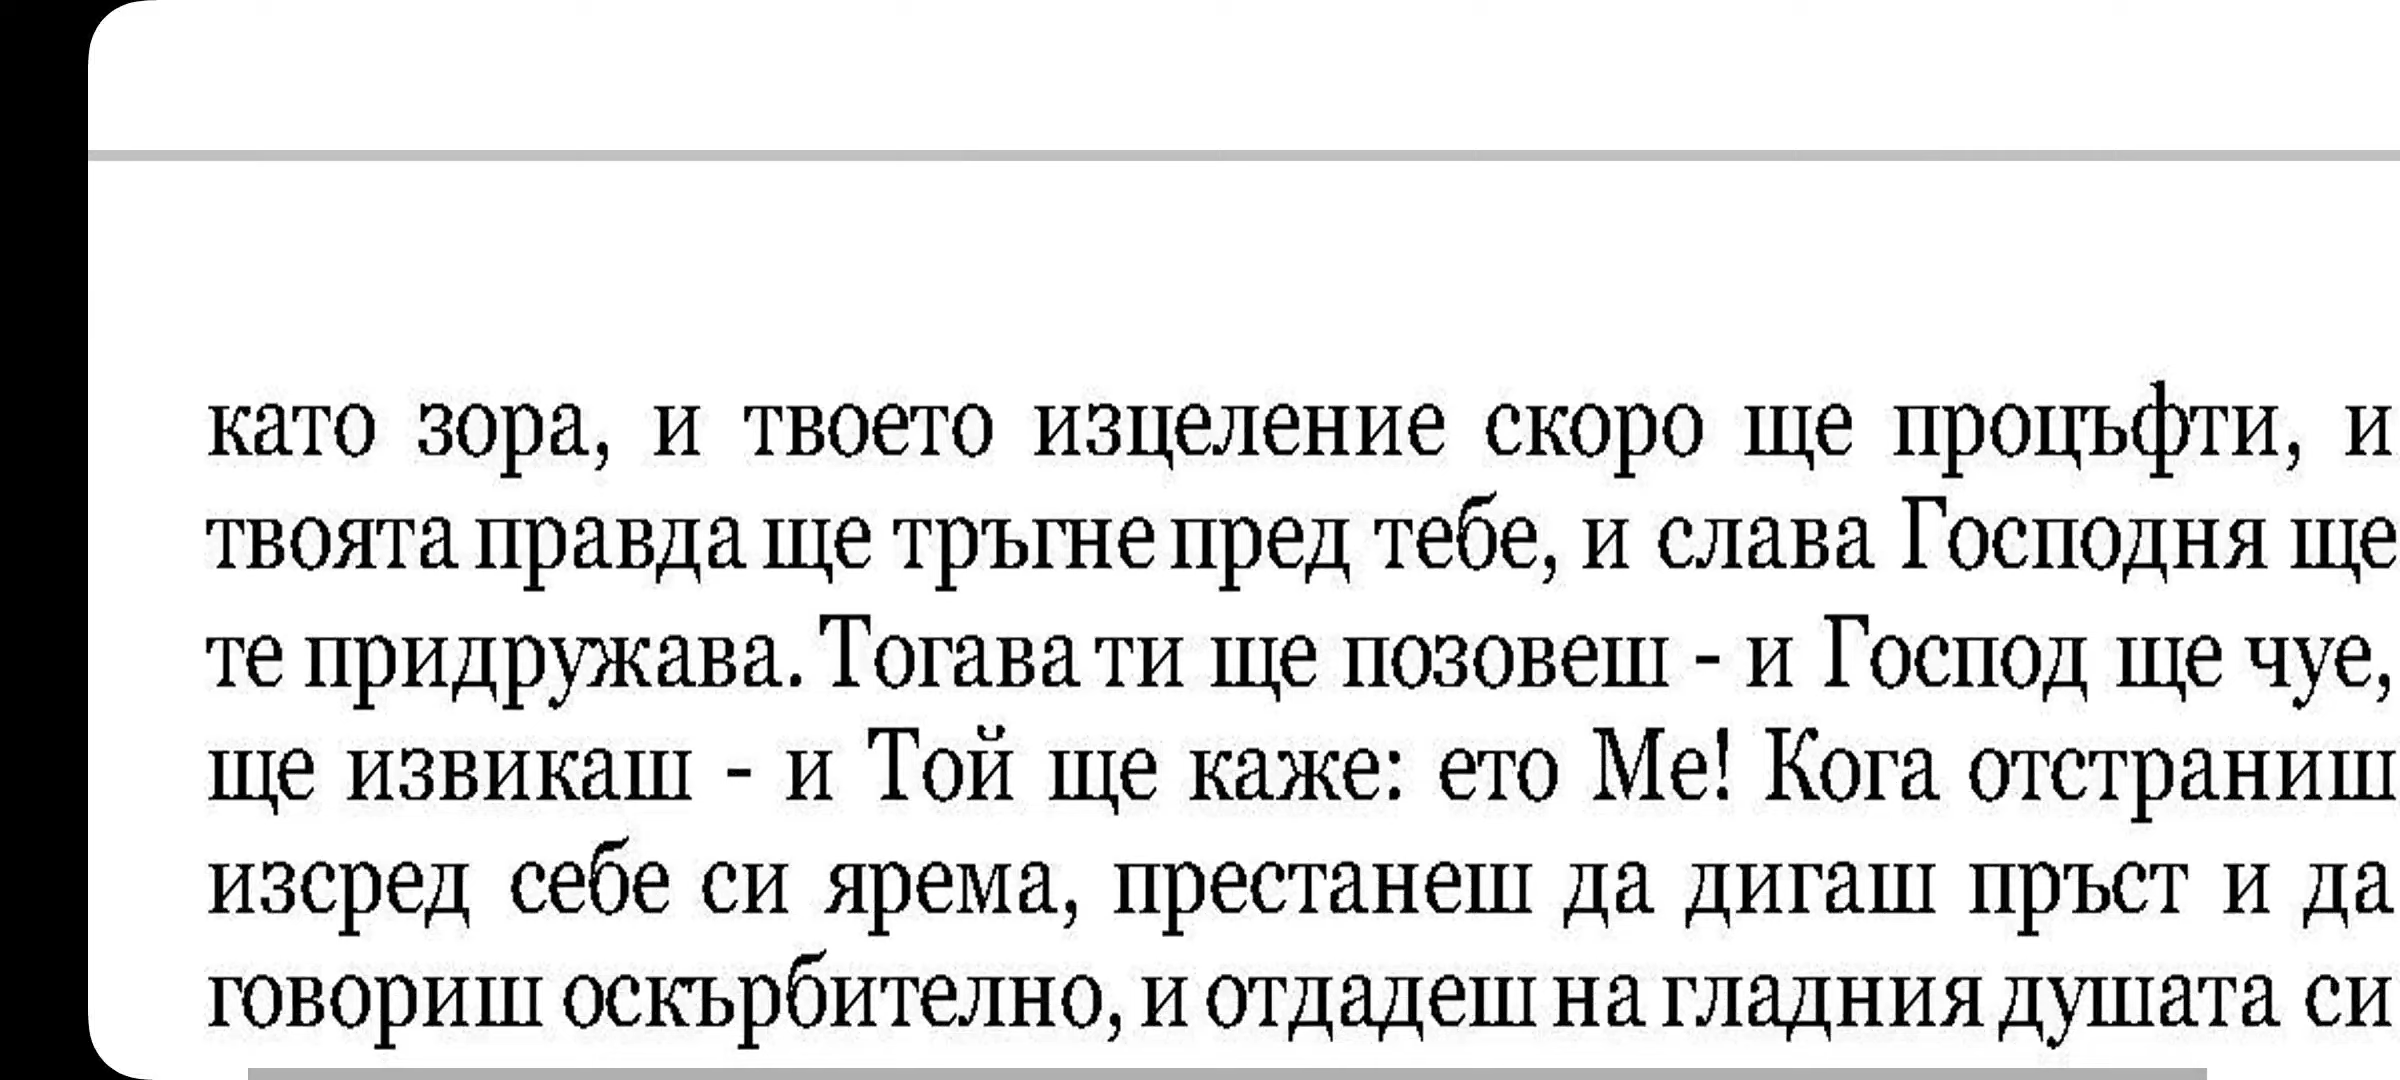 като зора, и твоето изцеление скоро ще процъфти, и
твоята правда ще тръгне пред тебе, и слава Господня ще
те придружава. Тогава ти ще позовеш - и Господ ще чуе,
ще извикаш - и Той ще каже: ето Ме! Кога отстраниш
изсред себе си ярема, престанеш да дигаш пръст и да
говориш оскърбително, и отдадеш на гладния душата си